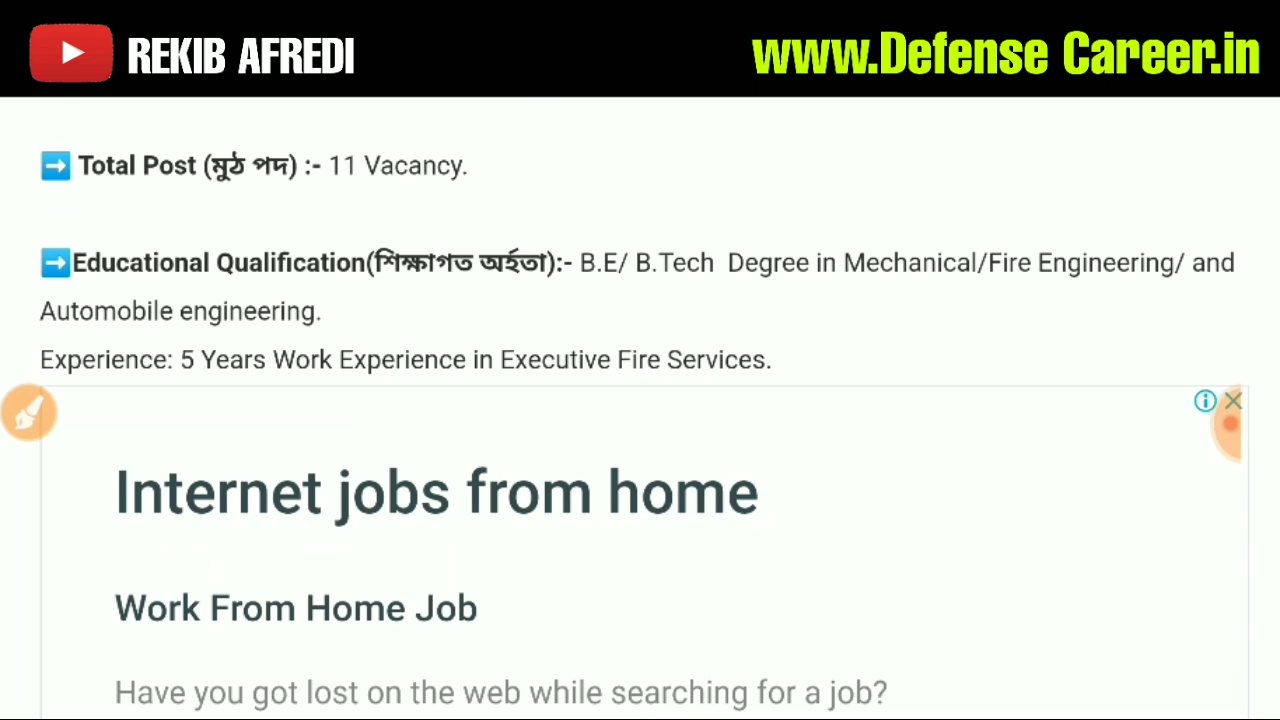 REKIB AFREDI
www.Defense Career.in
Total Post (মুঠ পদ) :- 11 Vacancy.
Educational Qualification(শিক্ষাগত অৰ্হতা):- B.E/ B.Tech Degree in Mechanical/Fire Engineering/ and
Automobile engineering.
Experience: 5 Years Work Experience in Executive Fire Services.
Internet jobs from home
Work From Home Job
Have you got lost on the web while searching for a job?